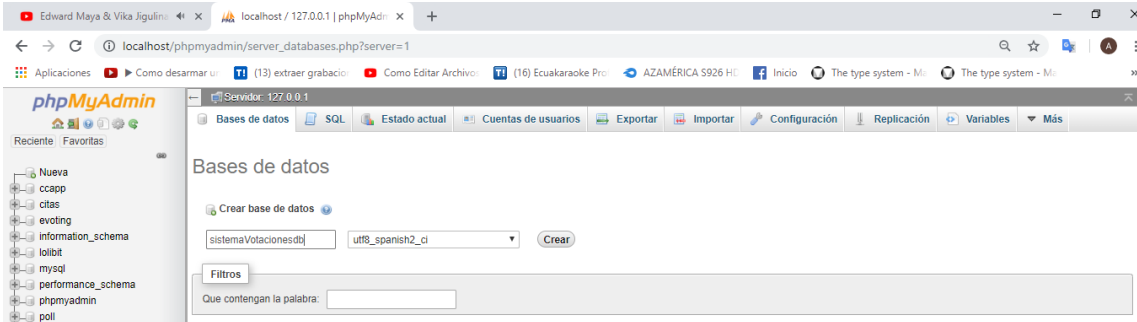 Edward Maya & Vika Jigulina
localhost / 127.0.0.1 | phpMyAdm
localhost/phpmyadmin/server_databases.php?server=1
A
Aplicaciones Como desarmar un (13) extraer grabacion Como Editar Archivo (16) Ecuakaraoke Pro AZAMÉRICA S926 HD Inicio The type system - Ma The type system - Ma
phpMyAdmin
Reciente Favoritas
Nueva
ccapp
citas
evoting
information_schema
lolibit
mysql
performance_schema
phpmyadmin
poll
Servidor: 127.0.0.1
Bases de datos SQL Estado actual Cuentas de usuarios Exportar Importar Configuración Replicación Variables Más
Bases de datos
Crear base de datos
sistemaVotacionesdb utf8_spanish2_ci Crear
Filtros
Que contengan la palabra: